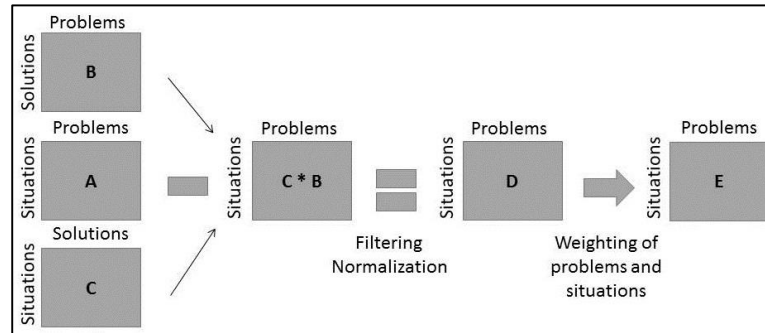 Problems
Solutions
B
Problems
Situations
A
Solutions
Situations
C
Problems
Situations
C * B
Filtering
Normalization
Problems
Situations
D
Weighting of
problems and
situations
Problems
Situations
E